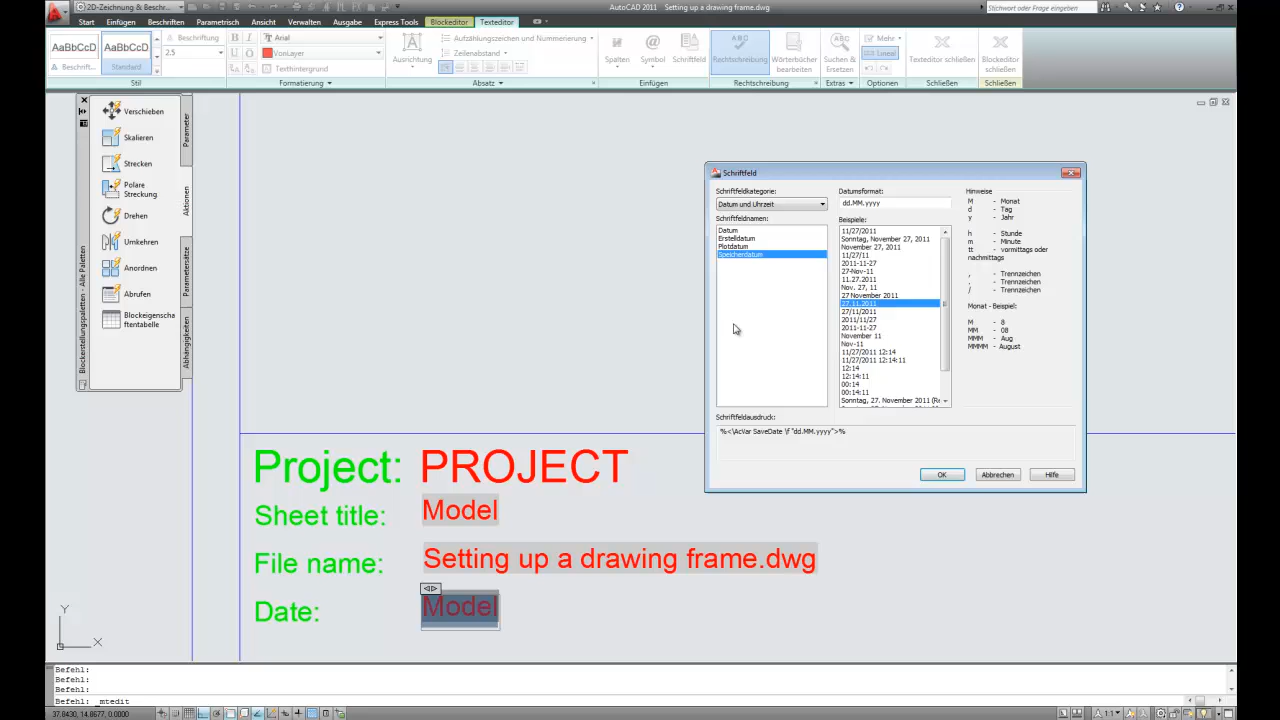 2D-Zeichnung & Beschr...
AutoCAD 2011 Setting up a drawing frame.dwg
Stichwort oder Frage eingeben
Start Einfügen Beschriften Parametrisch Ansicht Verwalten Ausgabe Express Tools Blockeditor Texteditor
AaBbCcD AaBbCcD
Beschrift... Standard
Beschriftung
2.5
Stil
B I Arial
VonLayer
Texthintergrund
Formatierung
Ausrichtung
Aufzählungszeichen und Nummerierung
Zeilenabstand
Absatz
Spalten Symbol Schriftfeld
Einfügen
Rechtschreibung Wörterbücher bearbeiten
Rechtschreibung
Suchen & Ersetzen
Extras
Mehr
Lineal
Optionen
Texteditor schließen
Schließen
Blockeditor schließen
Schließen
Verschieben
Skalieren
Strecken
Polare Streckung
Drehen
Umkehren
Anordnen
Abrufen
Blockeigenscha
ftentabelle
Parameter
Aktionen
Parametersätze
Abhängigkeiten
Blockerstellungspaletten - Alle Paletten
Schriftfeld
Schriftfeldkategorie:
Datum und Uhrzeit
Schriftfeldnamen:
Datum
Erstelldatum
Plotdatum
Speicherdatum
Datumsformat:
dd.MM.yyyy
Beispiele:
11/27/2011
Sonntag, November 27, 2011
November 27, 2011
11/27/11
2011-11-27
27-Nov-11
11.27.2011
Nov. 27, 11
27 November 2011
27.11.2011
27/11/2011
2011/11/27
2011-11-27
November 11
Nov-11
11/27/2011 12:14
11/27/2011 12:14:11
12:14
12:14:11
00:14
00:14:11
Sonntag, 27. November 2011 (Re
Hinweise
M - Monat
d - Tag
y - Jahr
h - Stunde
m - Minute
tt - vormittags oder
nachmittags
, - Trennzeichen
. - Trennzeichen
/ - Trennzeichen
Monat - Beispiel:
M - 8
MM - 08
MMM - Aug
MMMM - August
Schriftfeldausdruck:
%<\AcVar SaveDate \f "dd.MM.yyyy">%
OK Abbrechen Hilfe
Project: PROJECT
Sheet title: Model
File name: Setting up a drawing frame.dwg
Date: Model
Y
X
Befehl:
Befehl:
Befehl:
Befehl: _mtedit
37.8430, 14.8677, 0.0000
A 1:1